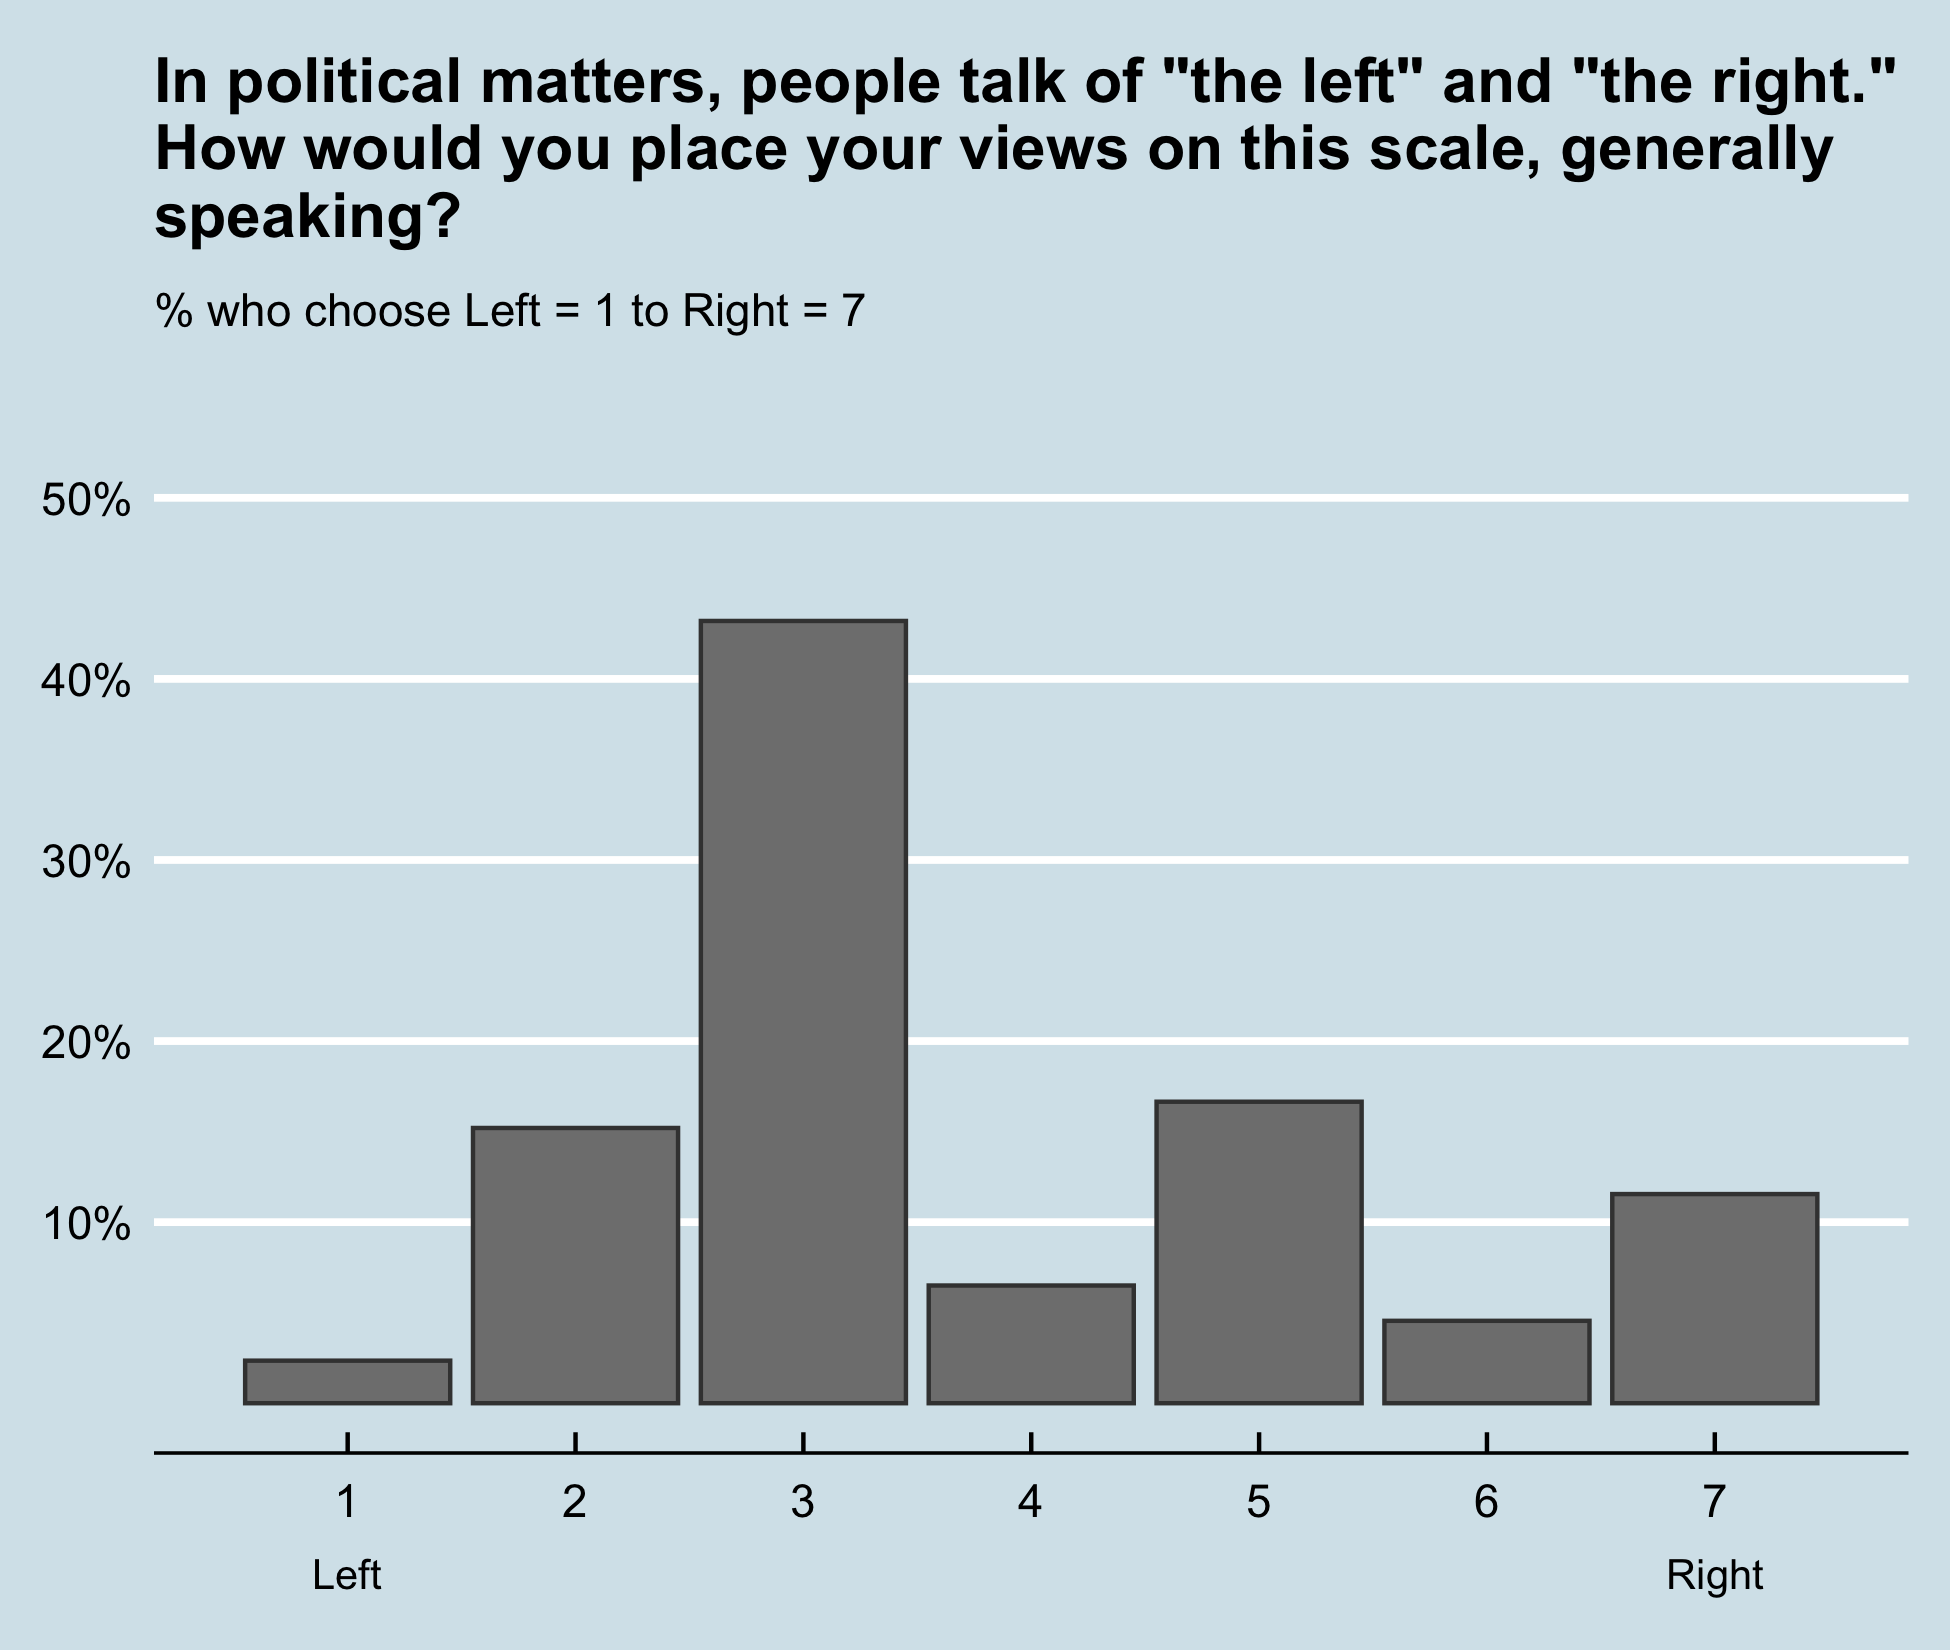 In political matters, people talk of "the left" and "the right."
How would you place your views on this scale, generally
speaking?
% who choose Left = 1 to Right = 7
50%
40%
30%
20%
10%
1 2 3 4 5 6 7
Left Right